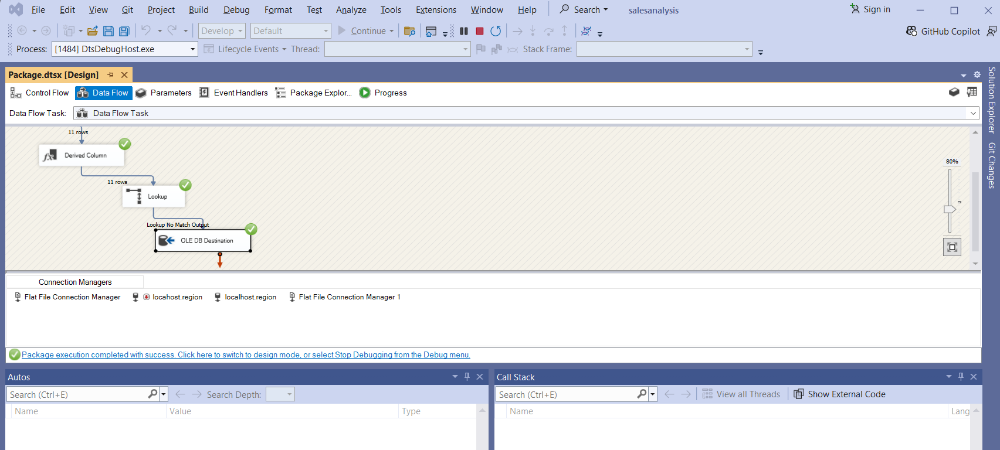 File Edit View Git Project Build Debug Format Test Analyze Tools Extensions Window Help Search salesanalysis Sign in
Develop Default Continue GitHub Copilot
Process: [1484] DtsDebugHost.exe Lifecycle Events Thread: Stack Frame:
Package.dtsx [Design]
Control Flow Data Flow Parameters Event Handlers Package Explor... Progress
Data Flow Task: Data Flow Task
Solution Explorer
Git Changes
11 rows
Derived Column
11 rows
Lookup
Lookup No Match Output
OLE DB Destination
80%
Connection Managers
Flat File Connection Manager locahost.region localhost.region Flat File Connection Manager 1
Package execution completed with success. Click here to switch to design mode, or select Stop Debugging from the Debug menu.
Autos
Search (Ctrl+E) Search Depth:
Name Value Type
Call Stack
Search (Ctrl+E) View all Threads Show External Code
Name Lang